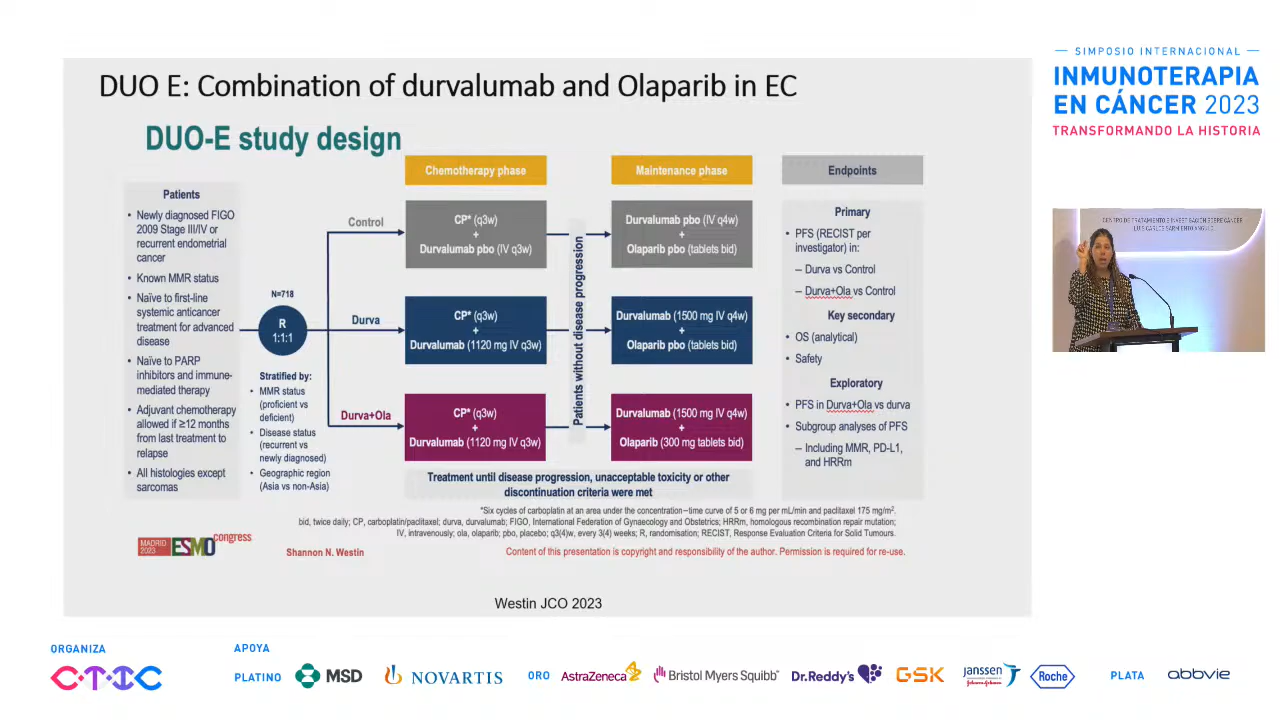 DUO E: Combination of durvalumab and Olaparib in EC
DUO-E study design
Patients
• Newly diagnosed FIGO
2009 Stage III/IV or
recurrent endometrial
cancer
• Known MMR status
• Naïve to first-line
systemic anticancer
treatment for advanced
disease
• Naïve to PARP
inhibitors and immune-
mediated therapy
• Adjuvant chemotherapy
allowed if ≥12 months
from last treatment to
relapse
• All histologies except
sarcomas
N=718
R
1:1:1
Stratified by:
• MMR status
(proficient vs
deficient)
• Disease status
(recurrent vs
newly diagnosed)
• Geographic region
(Asia vs non-Asia)
Control
Durva
Durva+Ola
Chemotherapy phase
CP* (q3w)
+
Durvalumab pbo (IV q3w)
CP* (q3w)
+
Durvalumab (1120 mg IV q3w)
CP* (q3w)
+
Durvalumab (1120 mg IV q3w)
Patients without disease progression
Maintenance phase
Durvalumab pbo (IV q4w)
+
Olaparib pbo (tablets bid)
Durvalumab (1500 mg IV q4w)
+
Olaparib pbo (tablets bid)
Durvalumab (1500 mg IV q4w)
+
Olaparib (300 mg tablets bid)
Treatment until disease progression, unacceptable toxicity or other
discontinuation criteria were met
Endpoints
Primary
• PFS (RECIST per
investigator) in:
– Durva vs Control
– Durva+Ola vs Control
Key secondary
• OS (analytical)
• Safety
Exploratory
• PFS in Durva+Ola vs durva
• Subgroup analyses of PFS
– Including MMR, PD-L1,
and HRRm
*Six cycles of carboplatin at an area under the concentration–time curve of 5 or 6 mg per mL/min and paclitaxel 175 mg/m².
bid, twice daily; CP, carboplatin/paclitaxel; durva, durvalumab; FIGO, International Federation of Gynaecology and Obstetrics; HRRm, homologous recombination repair mutation;
IV, intravenously; ola, olaparib; pbo, placebo; q3(4)w, every 3(4) weeks; R, randomisation; RECIST, Response Evaluation Criteria for Solid Tumours.
MADRID
2023
ESMO congress
Shannon N. Westin
Content of this presentation is copyright and responsibility of the author. Permission is required for re-use.
Westin JCO 2023
— SIMPOSIO INTERNACIONAL —
INMUNOTERAPIA
EN CÁNCER 2023
TRANSFORMANDO LA HISTORIA
CENTRO DE TRATAMIENTO E INVESTIGACIÓN SOBRE CÁNCER
LUIS CARLOS SARMIENTO ANGULO
ORGANIZA
CTIC
APOYA
PLATINO
MSD
NOVARTIS
ORO
AstraZeneca
Bristol Myers Squibb
Dr.Reddy's
GSK
Janssen
Johnson & Johnson
Roche
PLATA
abbvie